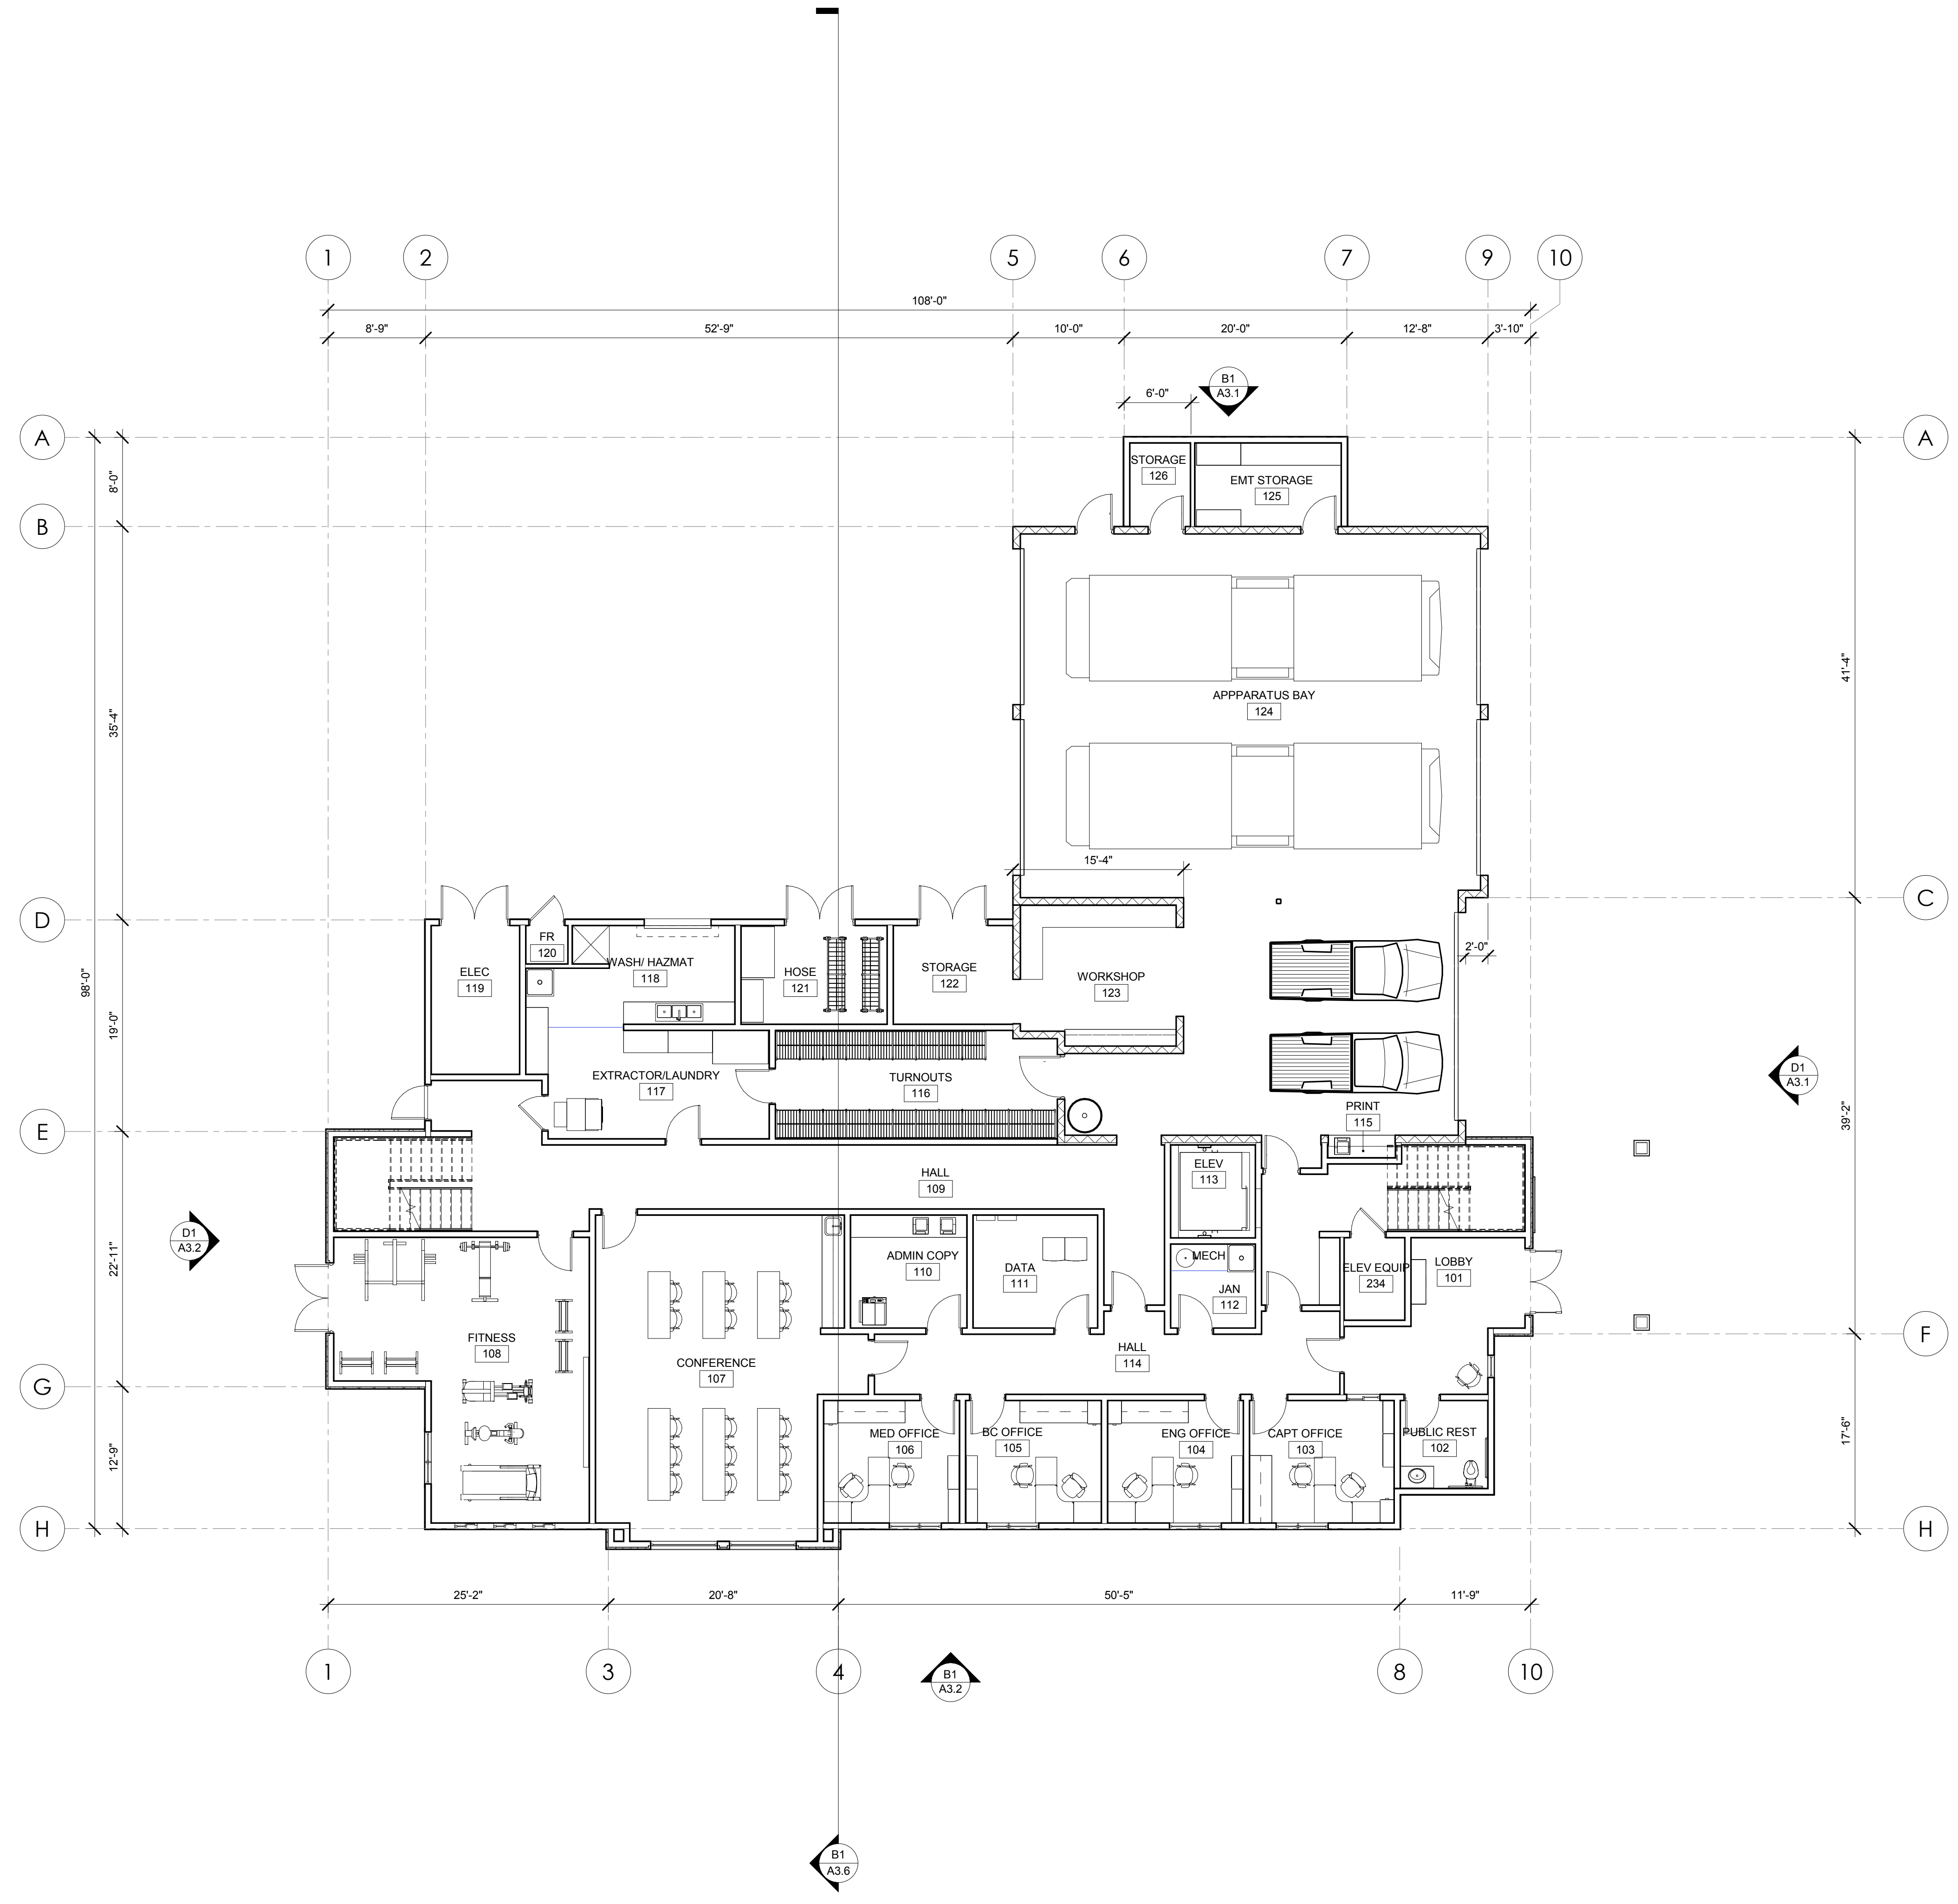 1
2
5
6
7
9
10
108'-0"
8'-9"
52'-9"
10'-0"
20'-0"
12'-8"
3'-10"
B1
A3.1
6'-0"
A
A
8'-0"
STORAGE
126
EMT STORAGE
125
B
41'-4"
35'-4"
APPPARATUS BAY
124
15'-4"
C
D
FR
120
2'-0"
WASH/ HAZMAT
118
ELEC
119
HOSE
121
STORAGE
122
WORKSHOP
123
98'-0"
19'-0"
EXTRACTOR/LAUNDRY
117
TURNOUTS
116
D1
A3.1
PRINT
115
39'-2"
E
HALL
109
ELEV
113
D1
A3.2
22'-11"
ADMIN COPY
110
DATA
111
MECH
JAN
112
ELEV EQUIP
234
LOBBY
101
F
FITNESS
108
CONFERENCE
107
HALL
114
G
MED OFFICE
106
BC OFFICE
105
ENG OFFICE
104
CAPT OFFICE
103
PUBLIC REST
102
12'-9"
17'-6"
H
H
25'-2"
20'-8"
50'-5"
11'-9"
1
3
4
8
10
B1
A3.2
B1
A3.6